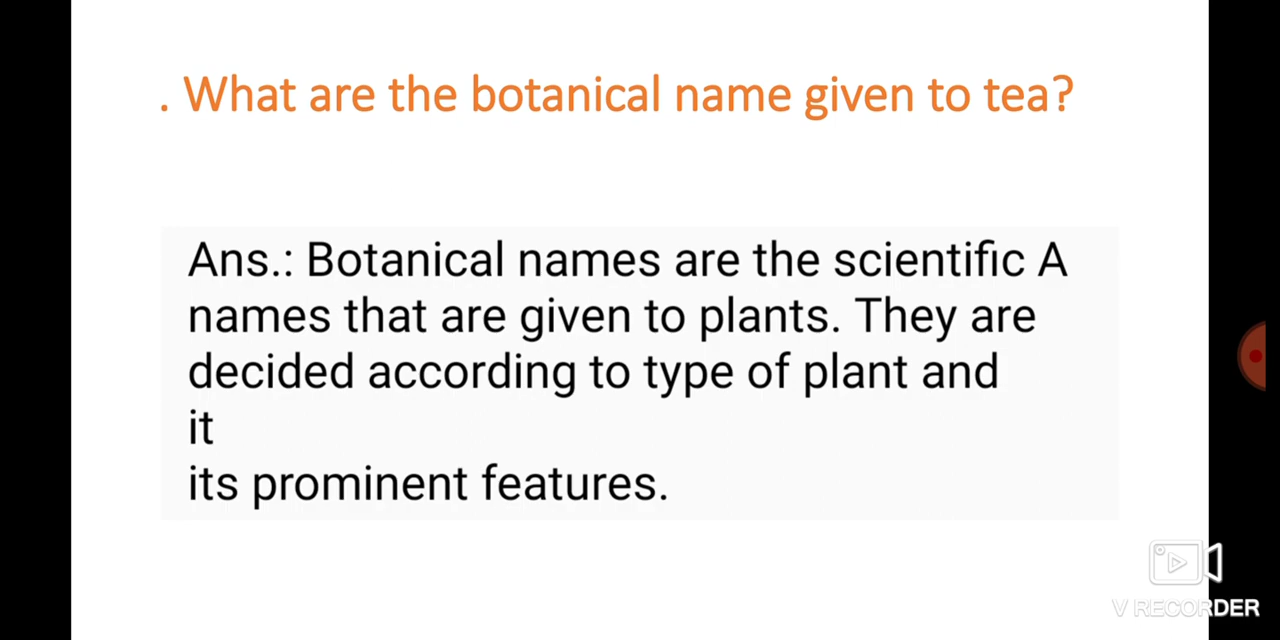 . What are the botanical name given to tea?
Ans.: Botanical names are the scientific A
names that are given to plants. They are
decided according to type of plant and
it
its prominent features.
V RECORDER